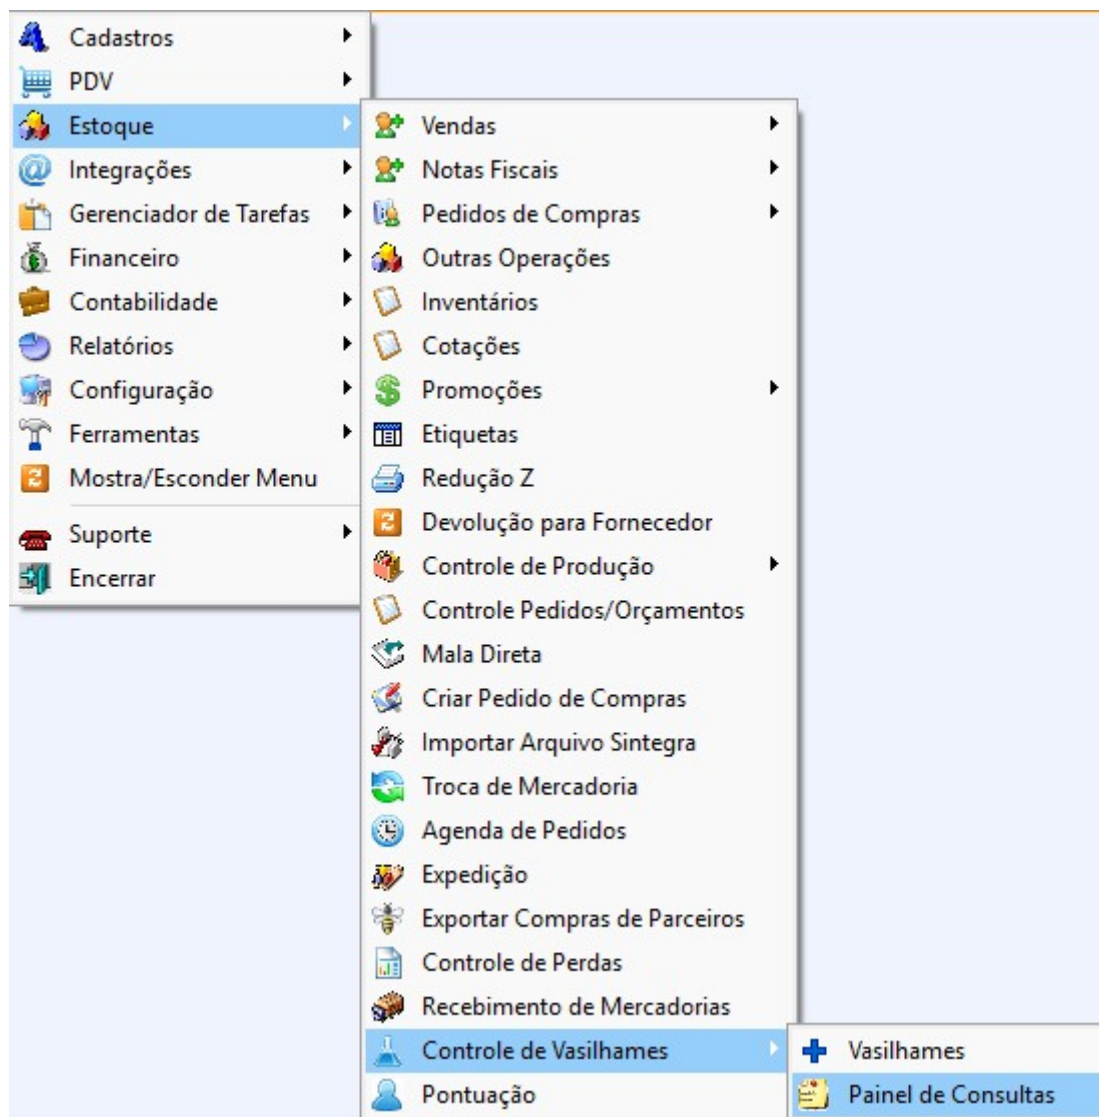 Cadastros
PDV
Estoque
Integrações
Gerenciador de Tarefas
Financeiro
Contabilidade
Relatórios
Configuração
Ferramentas
Mostra/Esconder Menu
Suporte
Encerrar
Vendas
Notas Fiscais
Pedidos de Compras
Outras Operações
Inventários
Cotações
Promoções
Etiquetas
Redução Z
Devolução para Fornecedor
Controle de Produção
Controle Pedidos/Orçamentos
Mala Direta
Criar Pedido de Compras
Importar Arquivo Sintegra
Troca de Mercadoria
Agenda de Pedidos
Expedição
Exportar Compras de Parceiros
Controle de Perdas
Recebimento de Mercadorias
Controle de Vasilhames
Pontuação
Vasilhames
Painel de Consultas